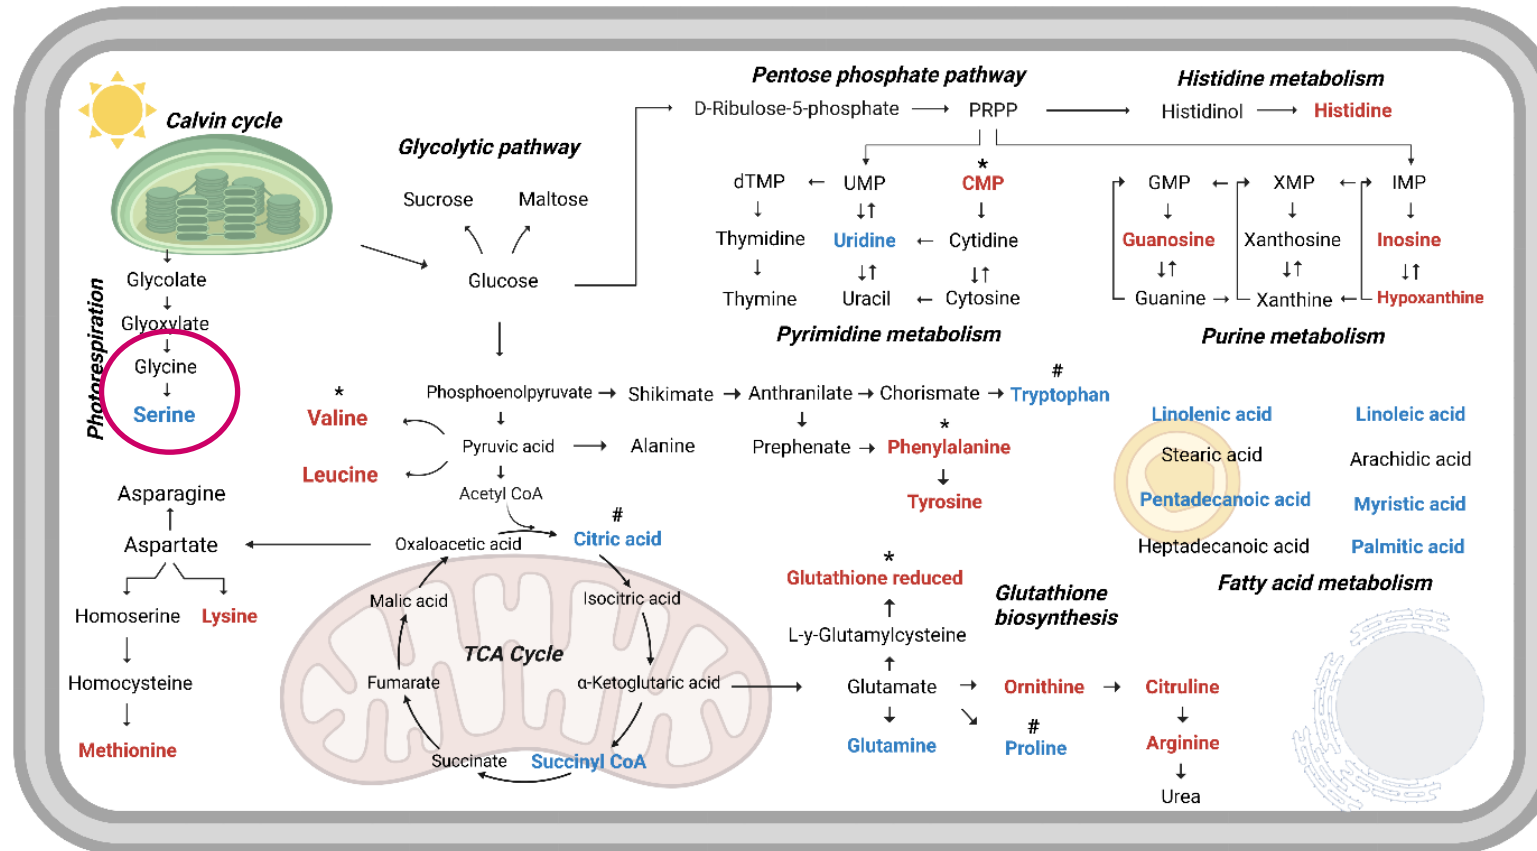 Calvin cycle
Glycolytic pathway
Pentose phosphate pathway
Histidine metabolism
D-Ribulose-5-phosphate
PRPP
Histidinol
Histidine
Sucrose
Maltose
Glucose
*
dTMP
UMP
CMP
GMP
XMP
IMP
Thymidine
Uridine
Cytidine
Guanosine
Xanthosine
Inosine
Thymine
Uracil
Cytosine
Guanine
Xanthine
Hypoxanthine
Pyrimidine metabolism
Purine metabolism
Photorespiration
Glycolate
Glyoxylate
Glycine
Serine
Phosphoenolpyruvate
Shikimate
Anthranilate
Chorismate
#
Tryptophan
*
Valine
Leucine
Pyruvic acid
Alanine
Prephenate
*
Phenylalanine
Tyrosine
Acetyl CoA
Linolenic acid
Linoleic acid
Stearic acid
Arachidic acid
Pentadecanoic acid
Myristic acid
Heptadecanoic acid
Palmitic acid
Fatty acid metabolism
Asparagine
Aspartate
Homoserine
Lysine
Homocysteine
Methionine
Oxaloacetic acid
#
Citric acid
Malic acid
Isocitric acid
TCA Cycle
Fumarate
α-Ketoglutaric acid
Succinate
Succinyl CoA
*
Glutathione reduced
Glutathione
biosynthesis
L-y-Glutamylcysteine
Glutamate
Ornithine
Citruline
Glutamine
#
Proline
Arginine
Urea